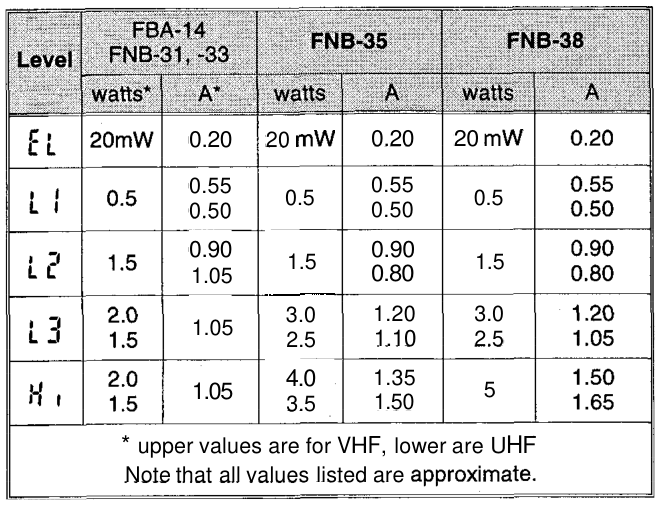 Level FBA-14 FNB-31, -33 FNB-35 FNB-38
watts* A* watts A watts A
EL 20mW 0.20 20 mW 0.20 20 mW 0.20
L1 0.5 0.55 0.50 0.5 0.55 0.50 0.5 0.55 0.50
L2 1.5 0.90 1.05 1.5 0.90 0.80 1.5 0.90 0.80
L3 2.0 1.5 1.05 3.0 2.5 1.20 1.10 3.0 2.5 1.20 1.05
Hi 2.0 1.5 1.05 4.0 3.5 1.35 1.50 5 1.50 1.65
* upper values are for VHF, lower are UHF
Note that all values listed are approximate.